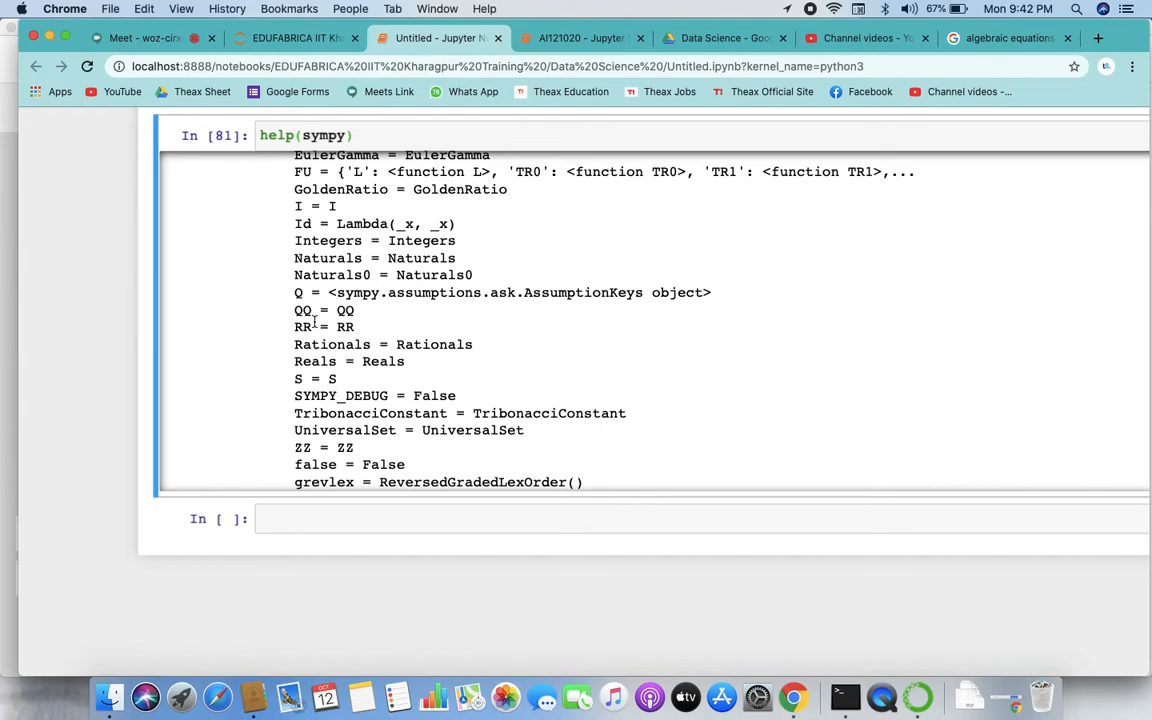 Chrome File Edit View History Bookmarks People Tab Window Help 67% Mon 9:42 PM
Meet - woz-cirx EDUFABRICA IIT Kha Untitled - Jupyter N AI121020 - Jupyter Data Science - Goo Channel videos - Yo algebraic equations
localhost:8888/notebooks/EDUFABRICA%20IIT%20Kharagpur%20Training%20/Data%20Science%20/Untitled.ipynb?kernel_name=python3
Apps YouTube Theax Sheet Google Forms Meets Link Whats App Theax Education Theax Jobs Theax Official Site Facebook Channel videos -...
In [81]: help(sympy)
EulerGamma = EulerGamma
FU = {'L': <function L>, 'TR0': <function TR0>, 'TR1': <function TR1>,...
GoldenRatio = GoldenRatio
I = I
Id = Lambda(_x, _x)
Integers = Integers
Naturals = Naturals
Naturals0 = Naturals0
Q = <sympy.assumptions.ask.AssumptionKeys object>
QQ = QQ
RR = RR
Rationals = Rationals
Reals = Reals
S = S
SYMPY_DEBUG = False
TribonacciConstant = TribonacciConstant
UniversalSet = UniversalSet
ZZ = ZZ
false = False
grevlex = ReversedGradedLexOrder()
In [ ]:
OCT
12